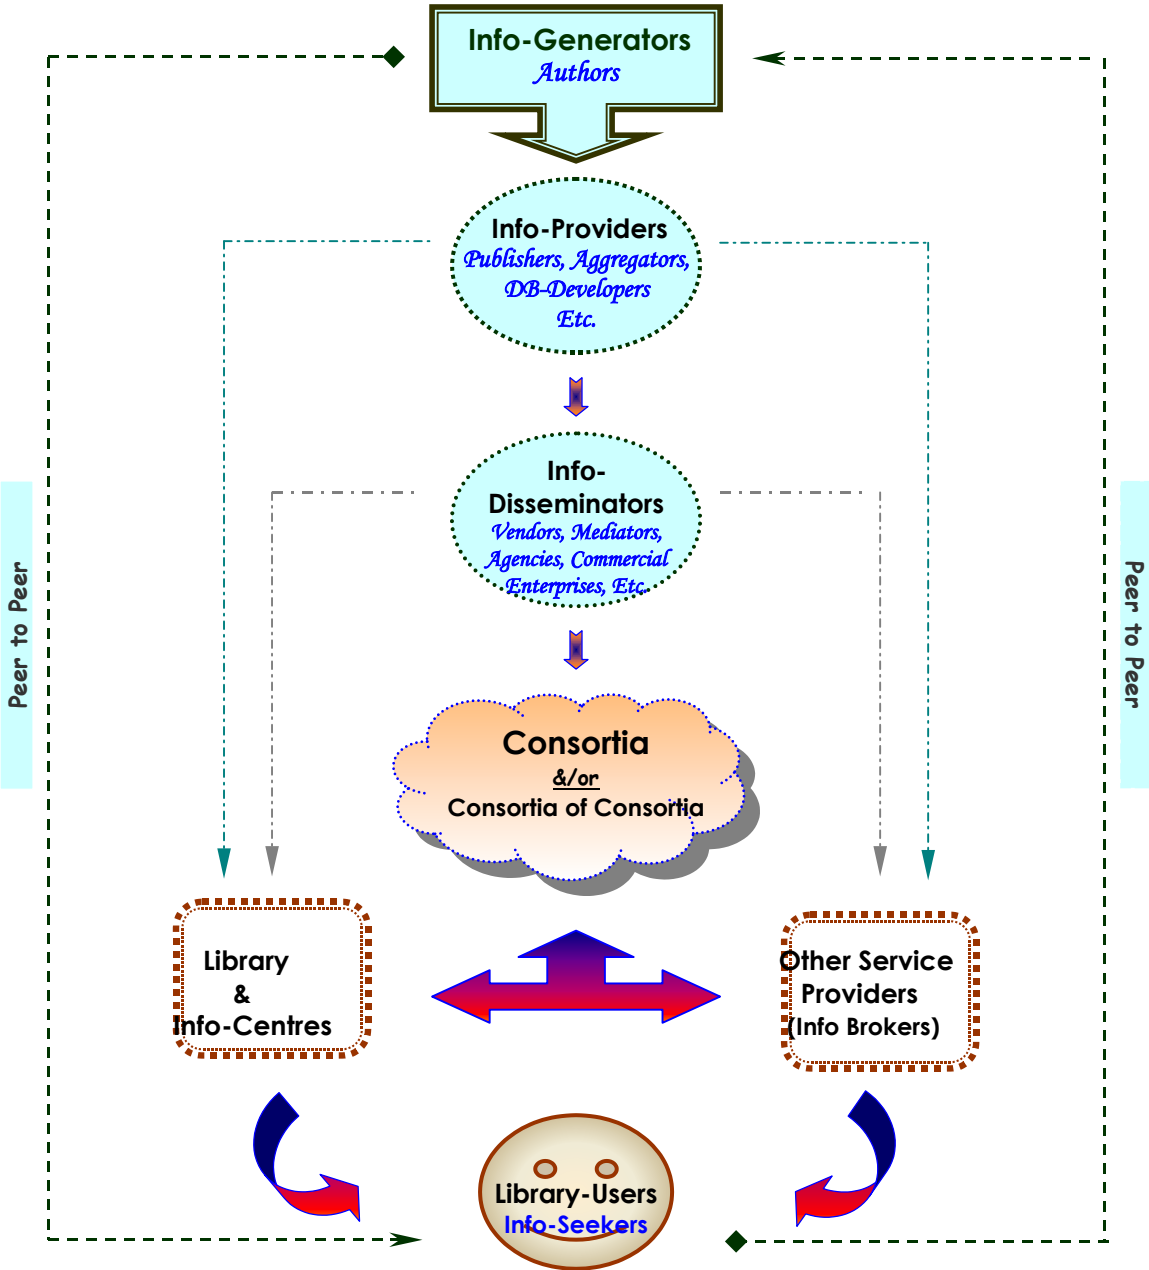 Info-Generators
Authors
Info-Providers
Publishers, Aggregators,
DB-Developers
Etc.
Info-
Disseminators
Vendors, Mediators,
Agencies, Commercial
Enterprises, Etc.
Peer to Peer
Peer to Peer
Consortia
&/or
Consortia of Consortia
Library
&
Info-Centres
Other Service
Providers
(Info Brokers)
Library-Users
Info-Seekers